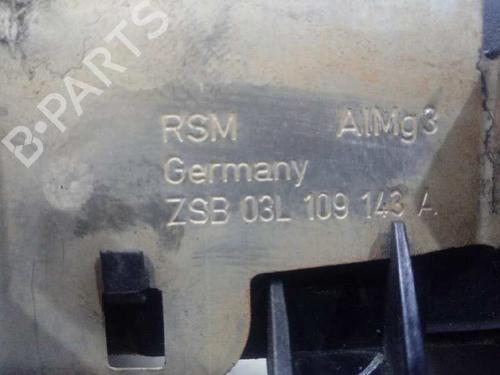 B-PARTS
RSM AlMg3
Germany
ZSB 03L 109 143 A.